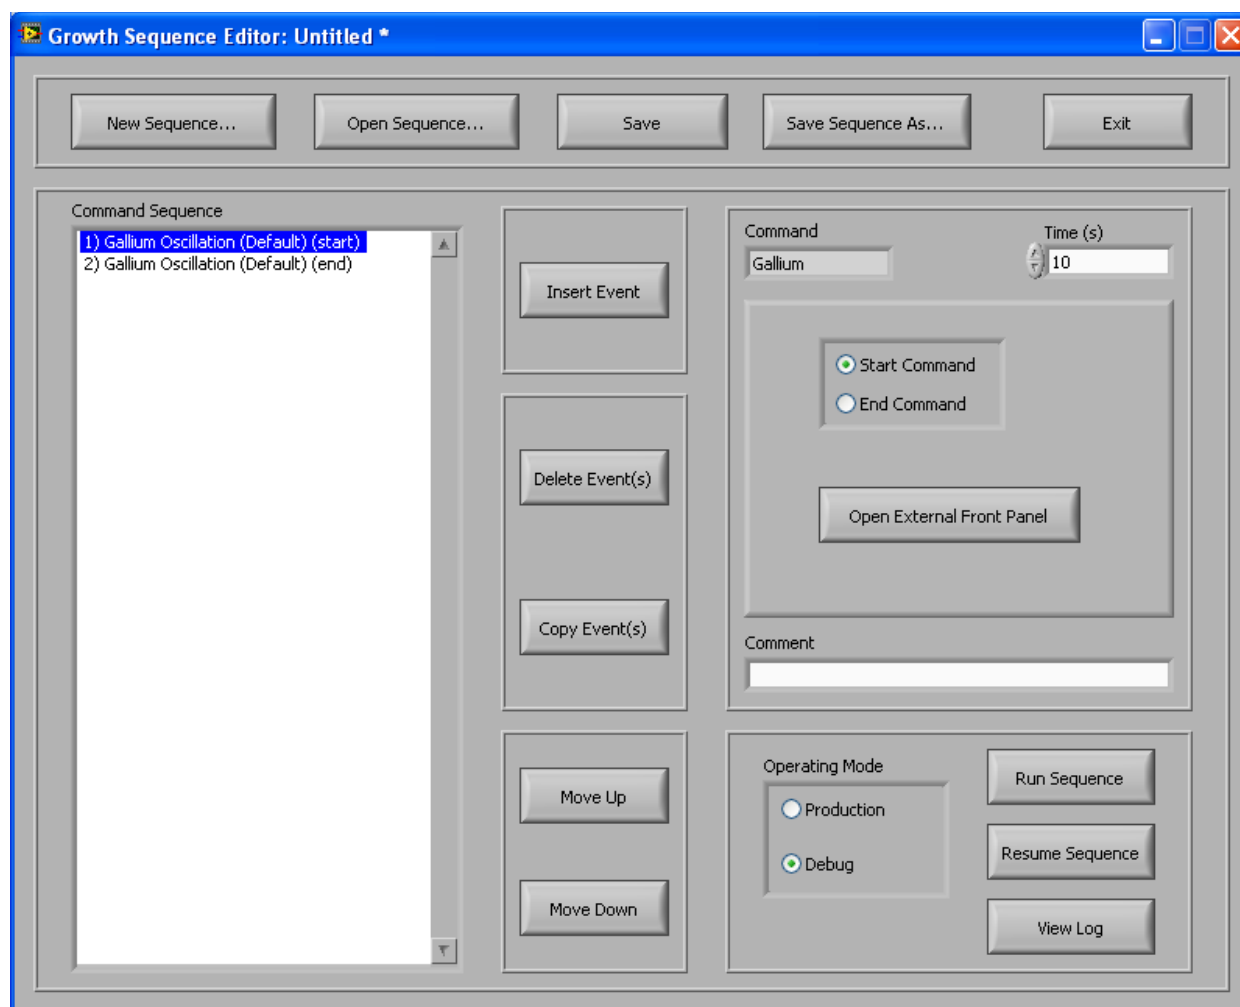 Growth Sequence Editor: Untitled *
New Sequence...
Open Sequence...
Save
Save Sequence As...
Exit
Command Sequence
1) Gallium Oscillation (Default) (start)
2) Gallium Oscillation (Default) (end)
Insert Event
Delete Event(s)
Copy Event(s)
Move Up
Move Down
Command
Gallium
Time (s)
10
Start Command
End Command
Open External Front Panel
Comment
Operating Mode
Production
Debug
Run Sequence
Resume Sequence
View Log